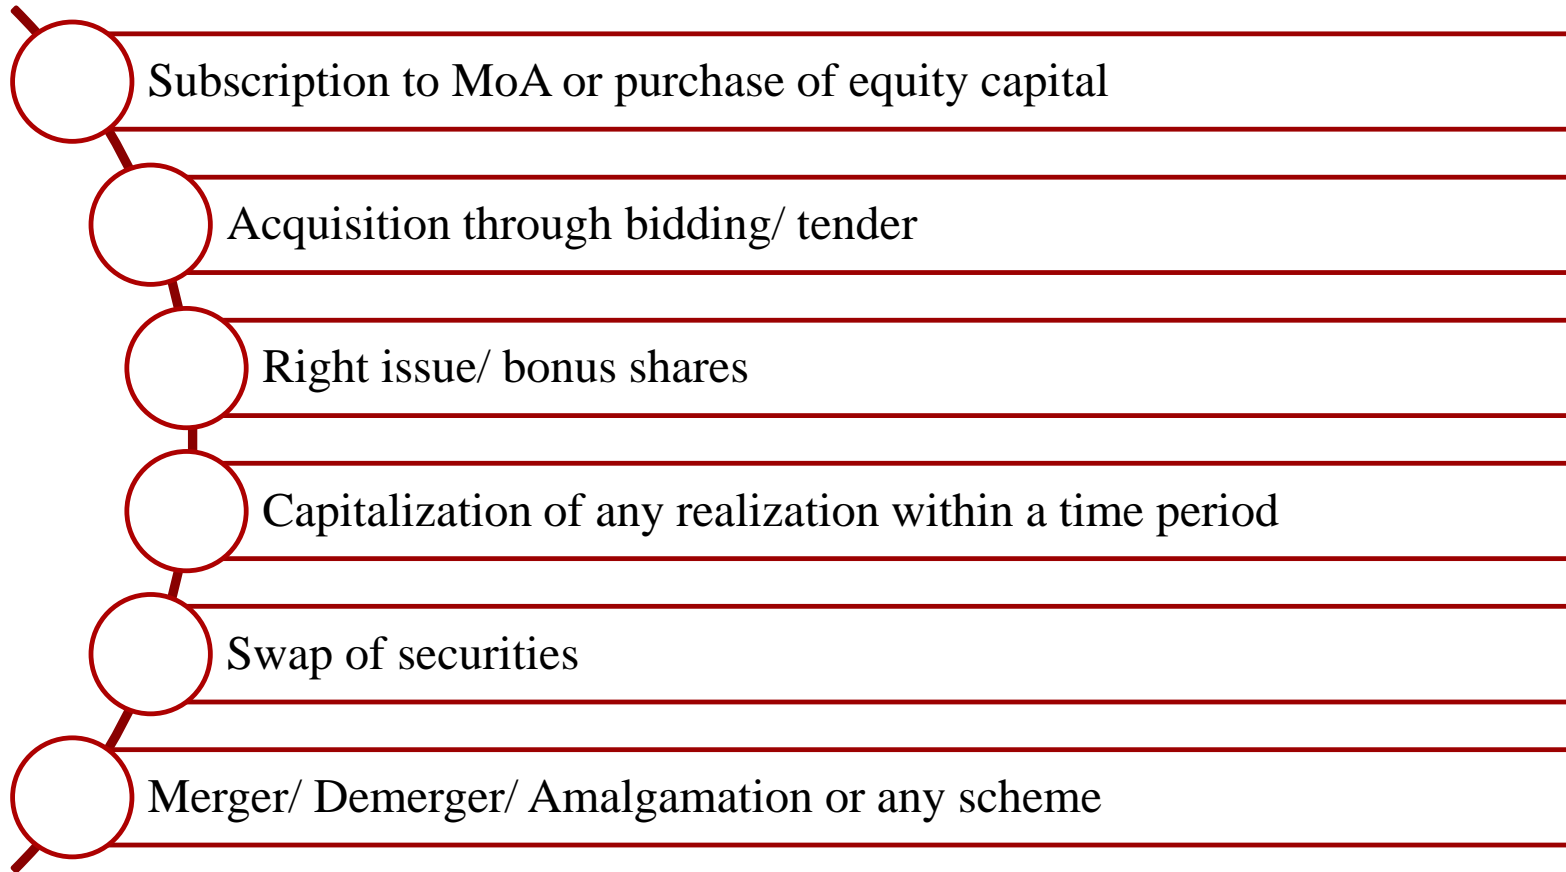 Subscription to MoA or purchase of equity capital
Acquisition through bidding/ tender
Right issue/ bonus shares
Capitalization of any realization within a time period
Swap of securities
Merger/ Demerger/ Amalgamation or any scheme